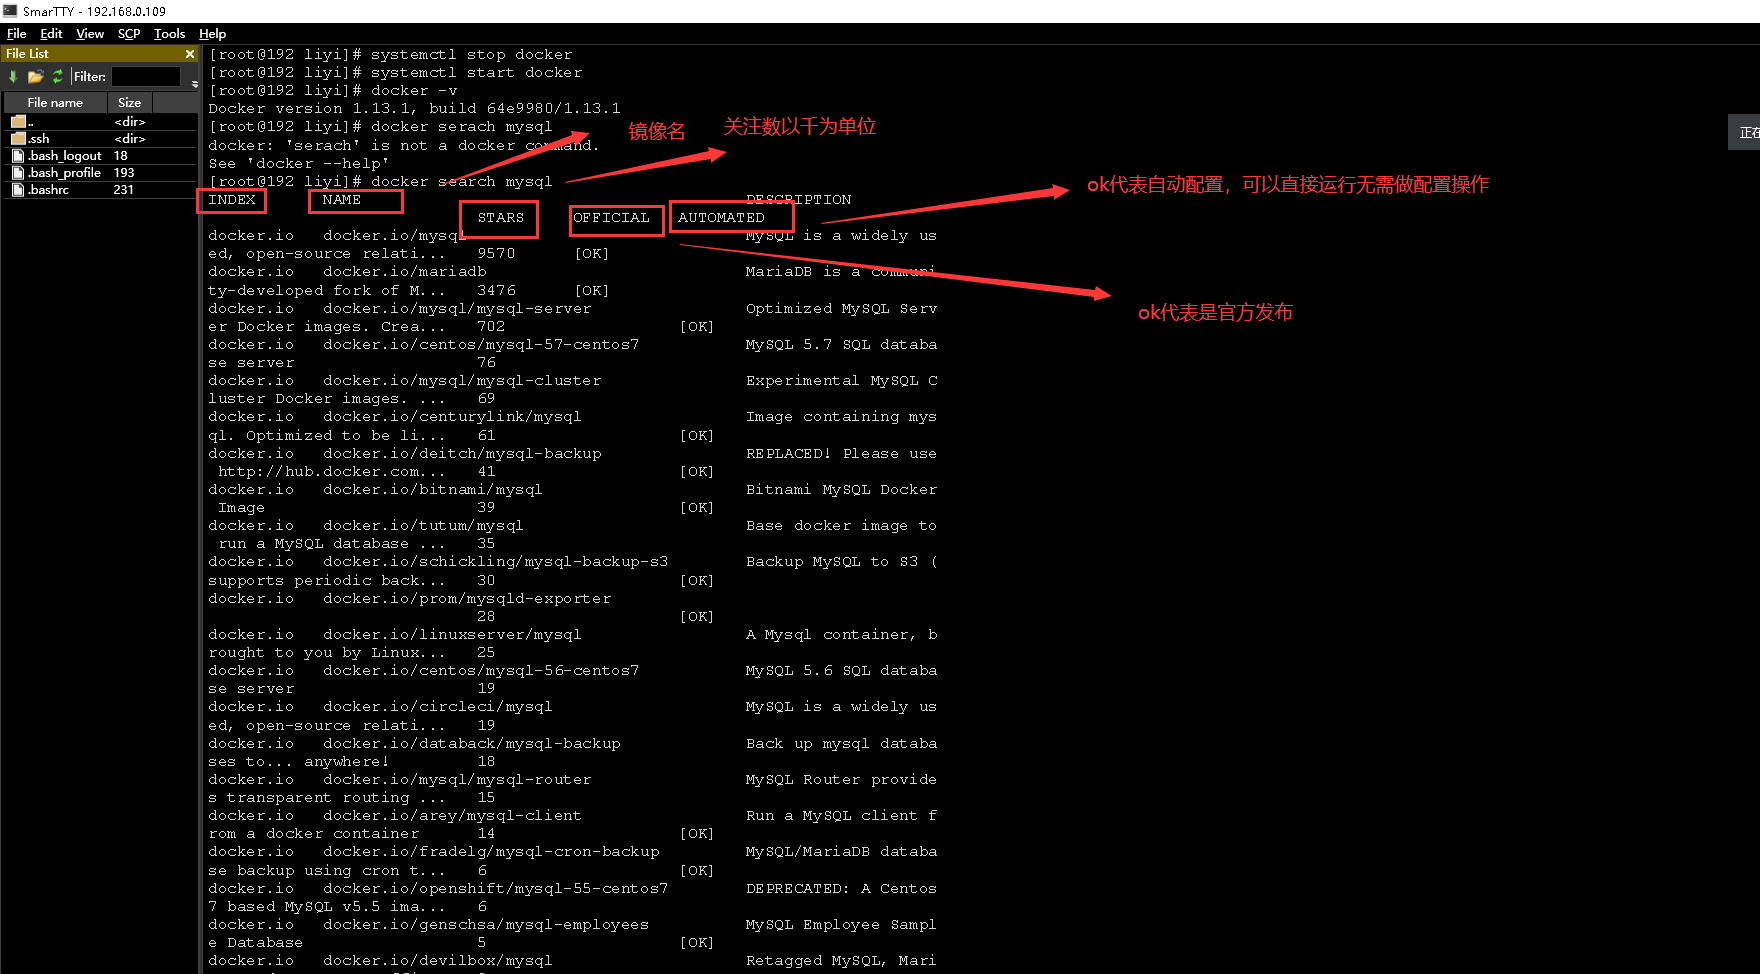 SmarTTY - 192.168.0.109
File Edit View SCP Tools Help
File List
Filter:
File name Size
.. <dir>
.ssh <dir>
.bash_logout 18
.bash_profile 193
.bashrc 231
[root@192 liyi]# systemctl stop docker
[root@192 liyi]# systemctl start docker
[root@192 liyi]# docker -v
Docker version 1.13.1, build 64e9980/1.13.1
[root@192 liyi]# docker serach mysql
docker: 'serach' is not a docker command.
See 'docker --help'
[root@192 liyi]# docker search mysql
INDEX NAME DESCRIPTION
STARS OFFICIAL AUTOMATED
docker.io docker.io/mysql MySQL is a widely us
ed, open-source relati... 9570 [OK]
docker.io docker.io/mariadb MariaDB is a communi
ty-developed fork of M... 3476 [OK]
docker.io docker.io/mysql/mysql-server Optimized MySQL Serv
er Docker images. Crea... 702 [OK]
docker.io docker.io/centos/mysql-57-centos7 MySQL 5.7 SQL databa
se server 76
docker.io docker.io/mysql/mysql-cluster Experimental MySQL C
luster Docker images. ... 69
docker.io docker.io/centurylink/mysql Image containing mys
ql. Optimized to be li... 61 [OK]
docker.io docker.io/deitch/mysql-backup REPLACED! Please use
http://hub.docker.com... 41 [OK]
docker.io docker.io/bitnami/mysql Bitnami MySQL Docker
Image 39 [OK]
docker.io docker.io/tutum/mysql Base docker image to
run a MySQL database ... 35
docker.io docker.io/schickling/mysql-backup-s3 Backup MySQL to S3 (
supports periodic back... 30 [OK]
docker.io docker.io/prom/mysqld-exporter
28 [OK]
docker.io docker.io/linuxserver/mysql A Mysql container, b
rought to you by Linux... 25
docker.io docker.io/centos/mysql-56-centos7 MySQL 5.6 SQL databa
se server 19
docker.io docker.io/circleci/mysql MySQL is a widely us
ed, open-source relati... 19
docker.io docker.io/databack/mysql-backup Back up mysql databa
ses to... anywhere! 18
docker.io docker.io/mysql/mysql-router MySQL Router provide
s transparent routing ... 15
docker.io docker.io/arey/mysql-client Run a MySQL client f
rom a docker container 14 [OK]
docker.io docker.io/fradelg/mysql-cron-backup MySQL/MariaDB databa
se backup using cron t... 6 [OK]
docker.io docker.io/openshift/mysql-55-centos7 DEPRECATED: A Centos
7 based MySQL v5.5 ima... 6
docker.io docker.io/genschsa/mysql-employees MySQL Employee Sampl
e Database 5 [OK]
docker.io docker.io/devilbox/mysql Retagged MySQL, Mari
镜像名
关注数以千为单位
ok代表自动配置，可以直接运行无需做配置操作
ok代表是官方发布
正在